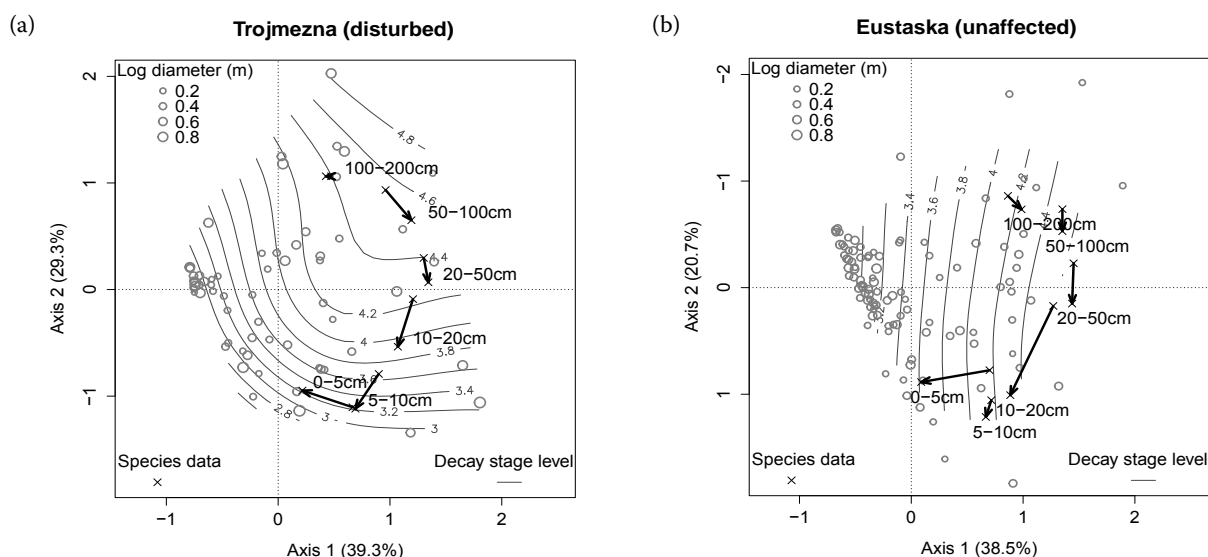 (a)
Trojmezna (disturbed)
Log diameter (m)
0.2
0.4
0.6
0.8
100−200cm
50−100cm
20−50cm
10−20cm
0−5cm
5−10cm
4.8
4.6
4.4
4.2
4
3.8
3.6
3.4
3.2
3
2.8
3
Species data
Decay stage level
2
1
0
−1
Axis 2 (29.3%)
−1
0
1
2
Axis 1 (39.3%)
(b)
Eustaska (unaffected)
Log diameter (m)
0.2
0.4
0.6
0.8
3.2
3.4
3.6
3.8
4
4.2
4
100−200cm
50−100cm
20−50cm
0−5cm
10−20cm
5−10cm
Species data
Decay stage level
−2
−1
0
1
Axis 2 (20.7%)
−1
0
1
2
Axis 1 (38.5%)